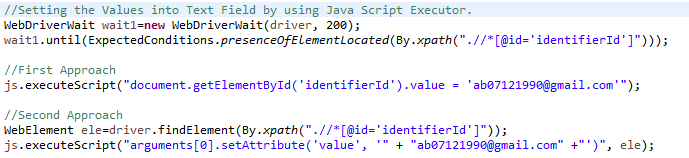 //Setting the Values into Text Field by using Java Script Executor.
WebDriverWait wait1=new WebDriverWait(driver, 200);
wait1.until(ExpectedConditions.presenceOfElementLocated(By.xpath(".//*[@id='identifierId']")));
//First Approach
js.executeScript("document.getElementById('identifierId').value = 'ab07121990@gmail.com'");
//Second Approach
WebElement ele=driver.findElement(By.xpath(".//*[@id='identifierId']"));
js.executeScript("arguments[0].setAttribute('value', '" + "ab07121990@gmail.com" +"')", ele);